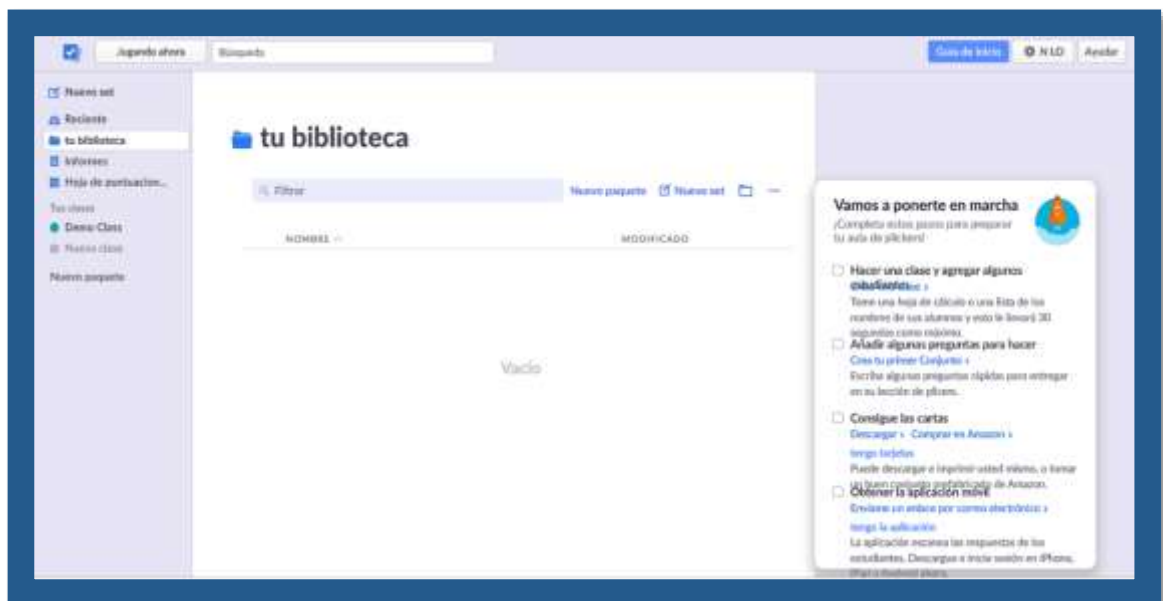 Jugando ahora
Búsqueda
Guía de Inicio
N LO
Ayudar
Nuevo set
Reciente
tu biblioteca
Informes
Hoja de puntuacion...
Tus clases
Demo Class
Nueva clase
Nuevo paquete
tu biblioteca
Filtrar
Nuevo paquete
Nuevo set
NOMBRE
MODIFICADO
Vacío
Vamos a ponerte en marcha
¡Completa estos pasos para preparar
tu aula de plickers!
Hacer una clase y agregar algunos
estudiantes
Tome una hoja de cálculo o una lista de los
nombres de sus alumnos y esto le llevará 30
segundos como máximo.
Añadir algunas preguntas para hacer
Crea tu primer Conjunto ›
Escriba algunas preguntas rápidas para entregar
en su lección de
Consigue las cartas
Descargar › Comprar en Amazon ›
tengo tarjetas
Puede descargar e imprimir usted mismo, o tomar
un buen conjunto prefabricado de Amazon.
Obtener la aplicación móvil
Envíame un enlace por correo electrónico ›
tengo la aplicación
La aplicación escanea las respuestas de los
estudiantes. Descargue e inicie sesión en iPhone,
iPad o Android ahora.